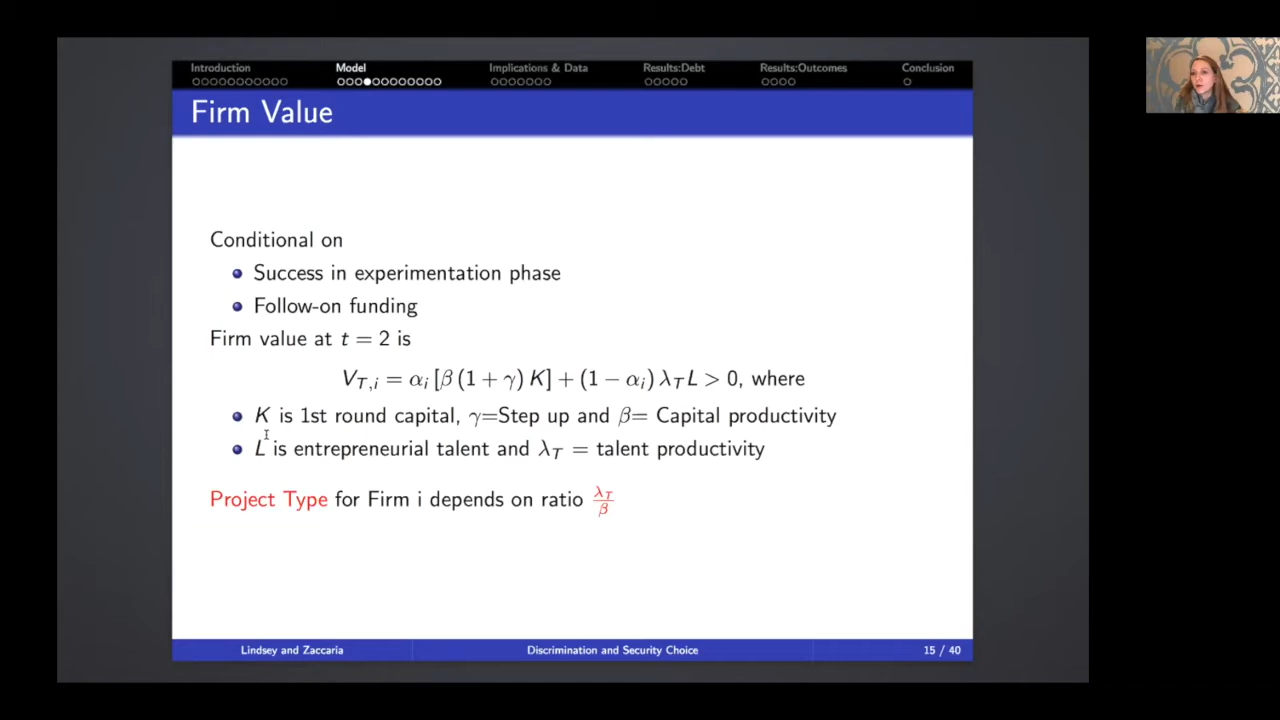 Introduction Model Implications & Data Results:Debt Results:Outcomes Conclusion
Firm Value
Conditional on
Success in experimentation phase
Follow-on funding
Firm value at t = 2 is
V_{T,i} = α_i [β (1 + γ) K] + (1 − α_i) λ_T L > 0, where
K is 1st round capital, γ=Step up and β= Capital productivity
L is entrepreneurial talent and λ_T = talent productivity
Project Type for Firm i depends on ratio λ_T/β
Lindsey and Zaccaria Discrimination and Security Choice 15 / 40